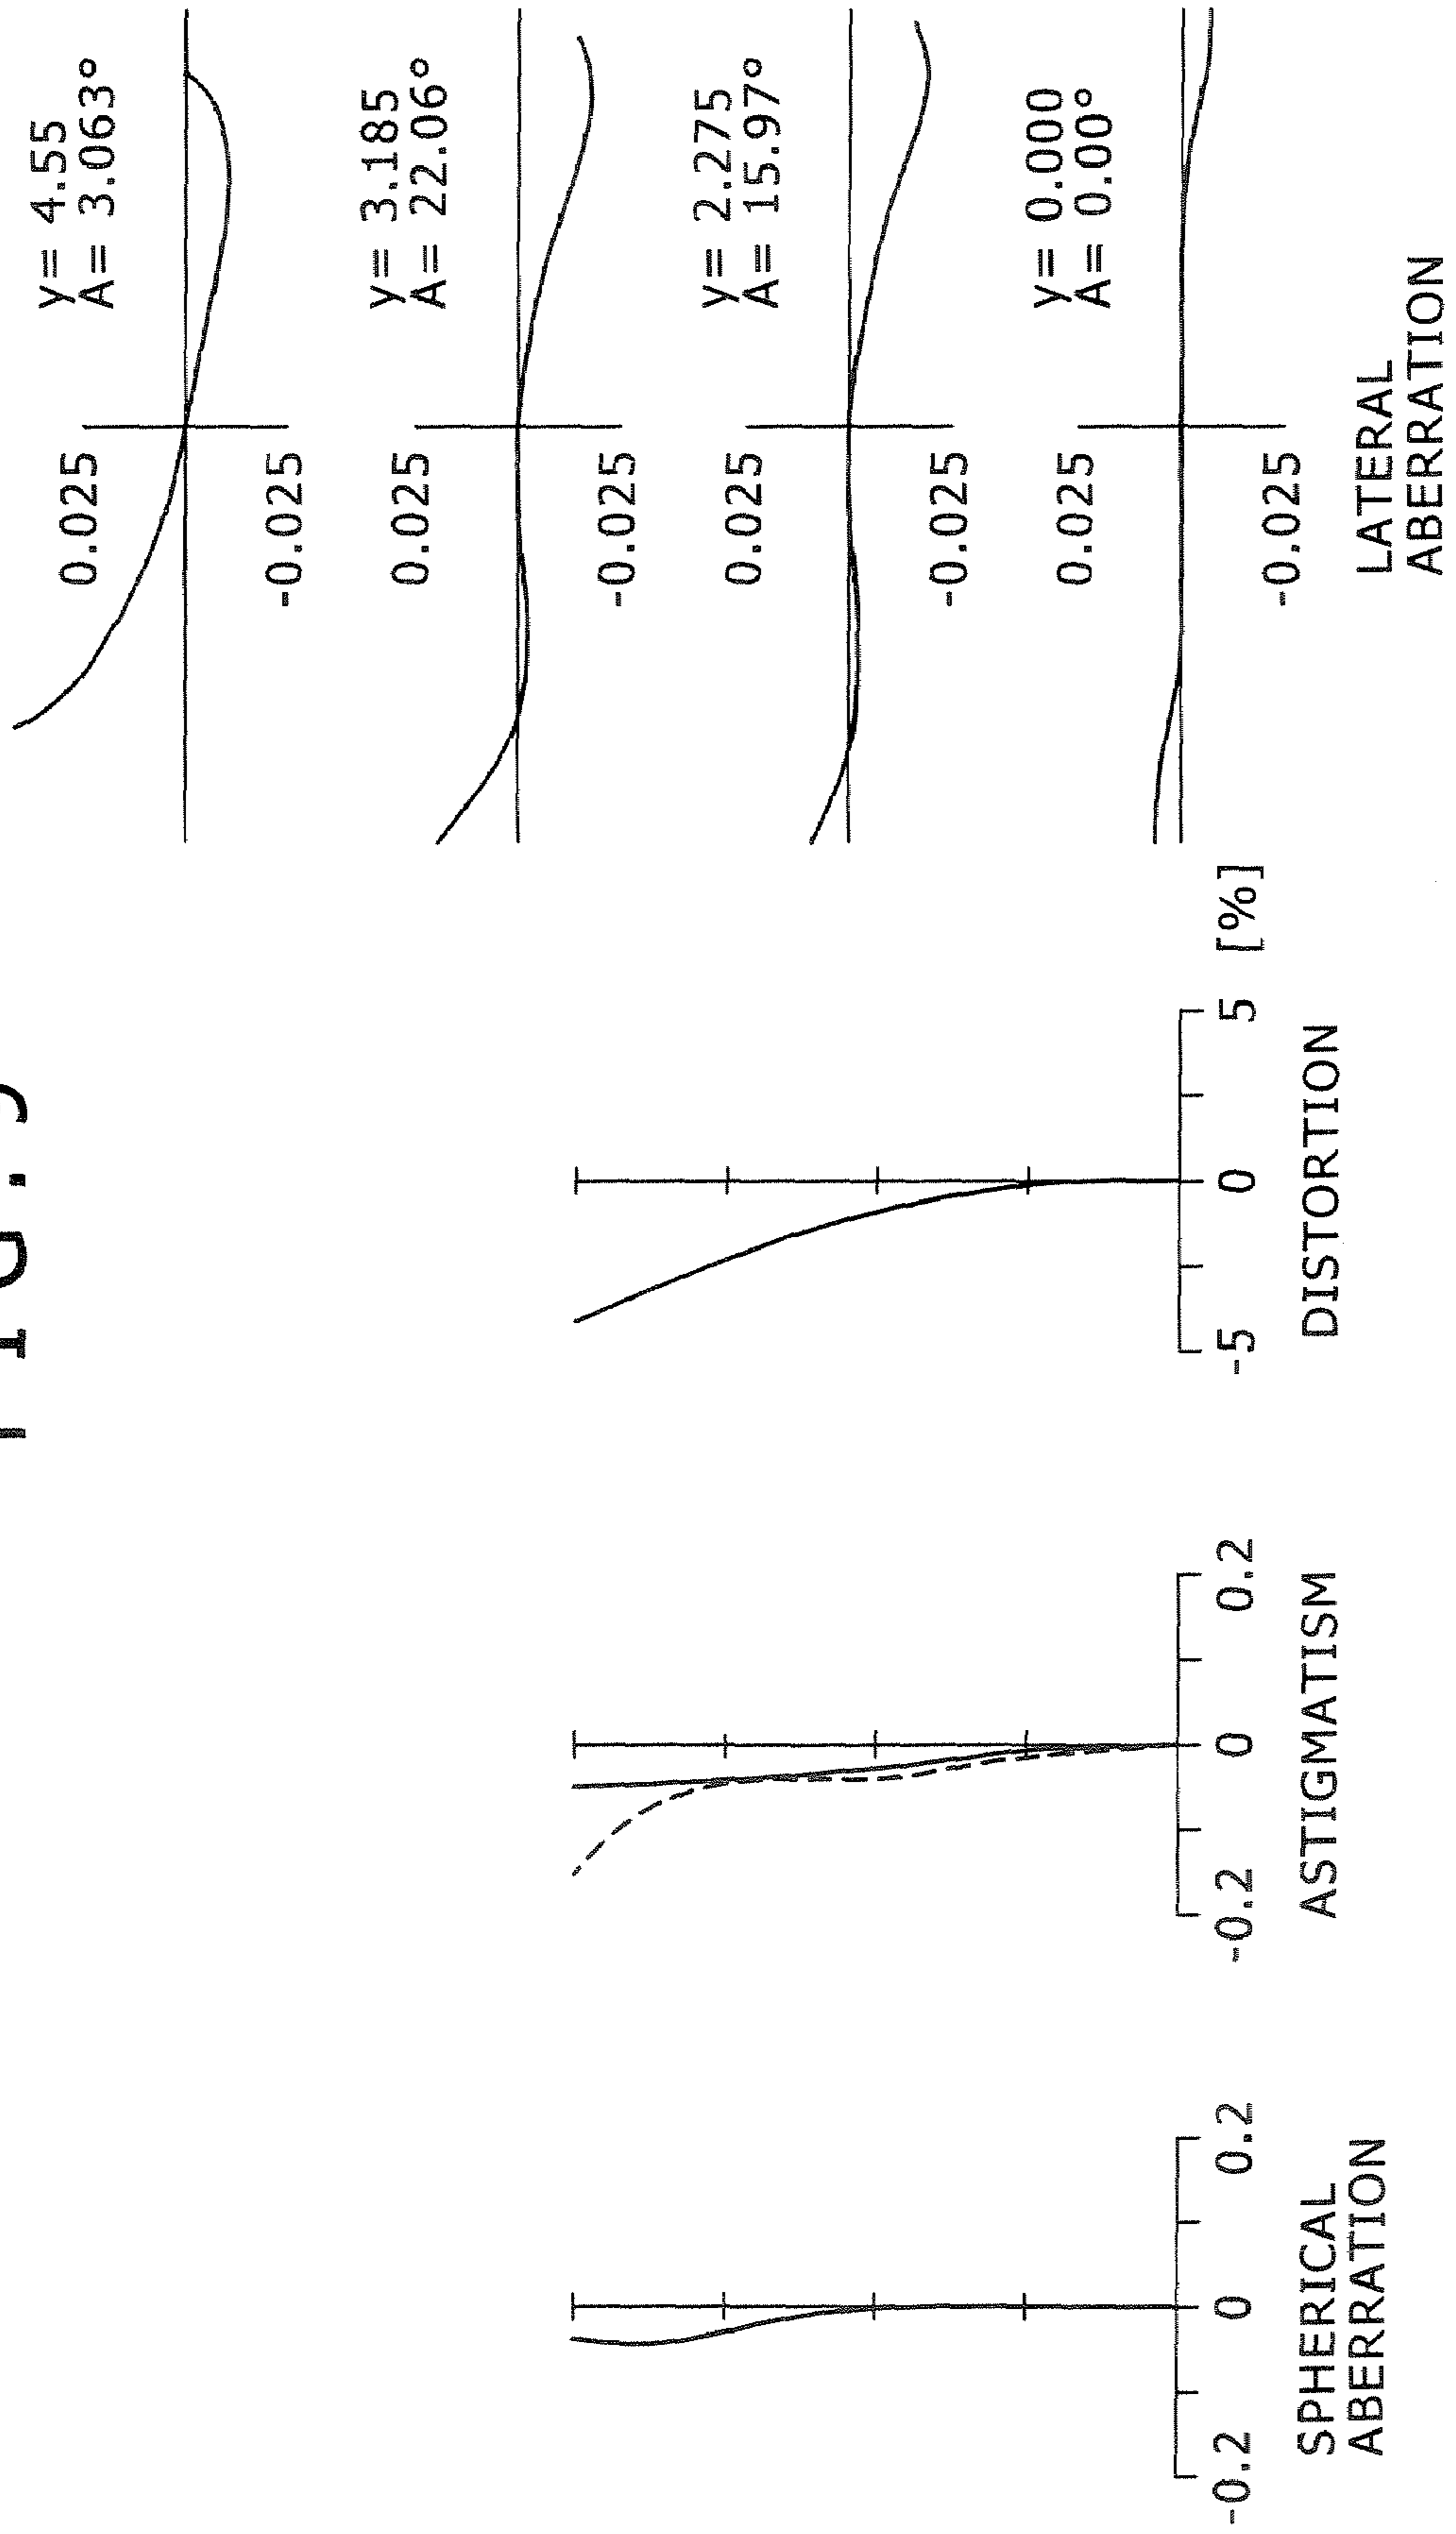 -0.2 0 0.2
SPHERICAL
ABERRATION
-0.2 0 0.2
ASTIGMATISM
-5 0 5 [%]
DISTORTION
y= 4.55
A= 3.063°
0.025
-0.025
y= 3.185
A= 22.06°
0.025
-0.025
y= 2.275
A= 15.97°
0.025
-0.025
y= 0.000
A= 0.00°
0.025
-0.025
LATERAL
ABERRATION